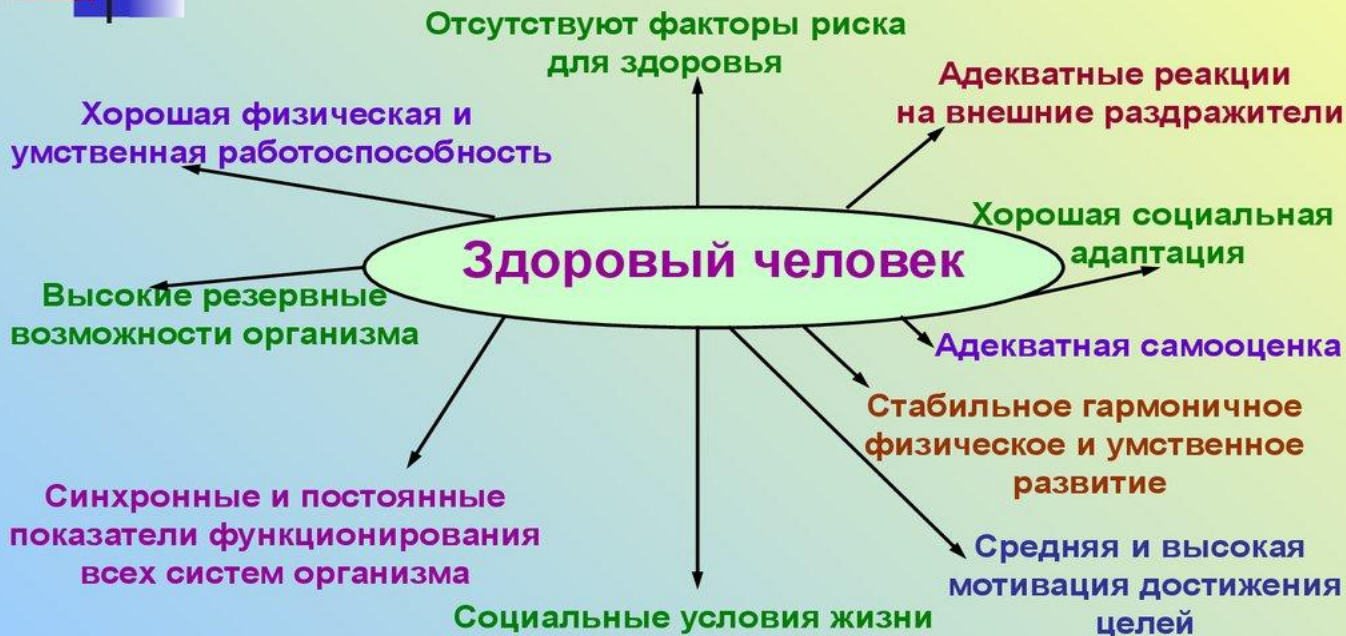 Отсутствуют факторы риска
для здоровья
Адекватные реакции
на внешние раздражители
Хорошая физическая и
умственная работоспособность
Хорошая социальная
адаптация
Здоровый человек
Высокие резервные
возможности организма
Адекватная самооценка
Стабильное гармоничное
физическое и умственное
развитие
Синхронные и постоянные
показатели функционирования
всех систем организма
Средняя и высокая
мотивация достижения
целей
Социальные условия жизни